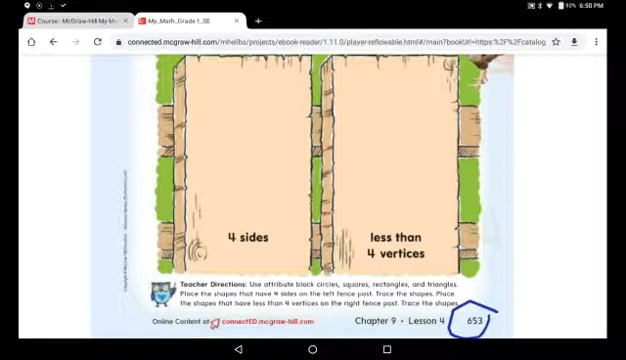 93% 6:50 PM
Course - McGraw-Hill My M
My_Math_Grade 1_SE
connected.mcgraw-hill.com/mhelibs/projects/ebook-reader/1.11.0/player-reflowable.html#/main?bookUrl=https:%2F%2Fcatalog
4 sides
less than
4 vertices
Teacher Directions: Use attribute block circles, squares, rectangles, and triangles.
Place the shapes that have 4 sides on the left fence post. Trace the shapes. Place
the shapes that have less than 4 vertices on the right fence post. Trace the shapes.
Online Content at connectED.mcgraw-hill.com
Chapter 9 • Lesson 4 653